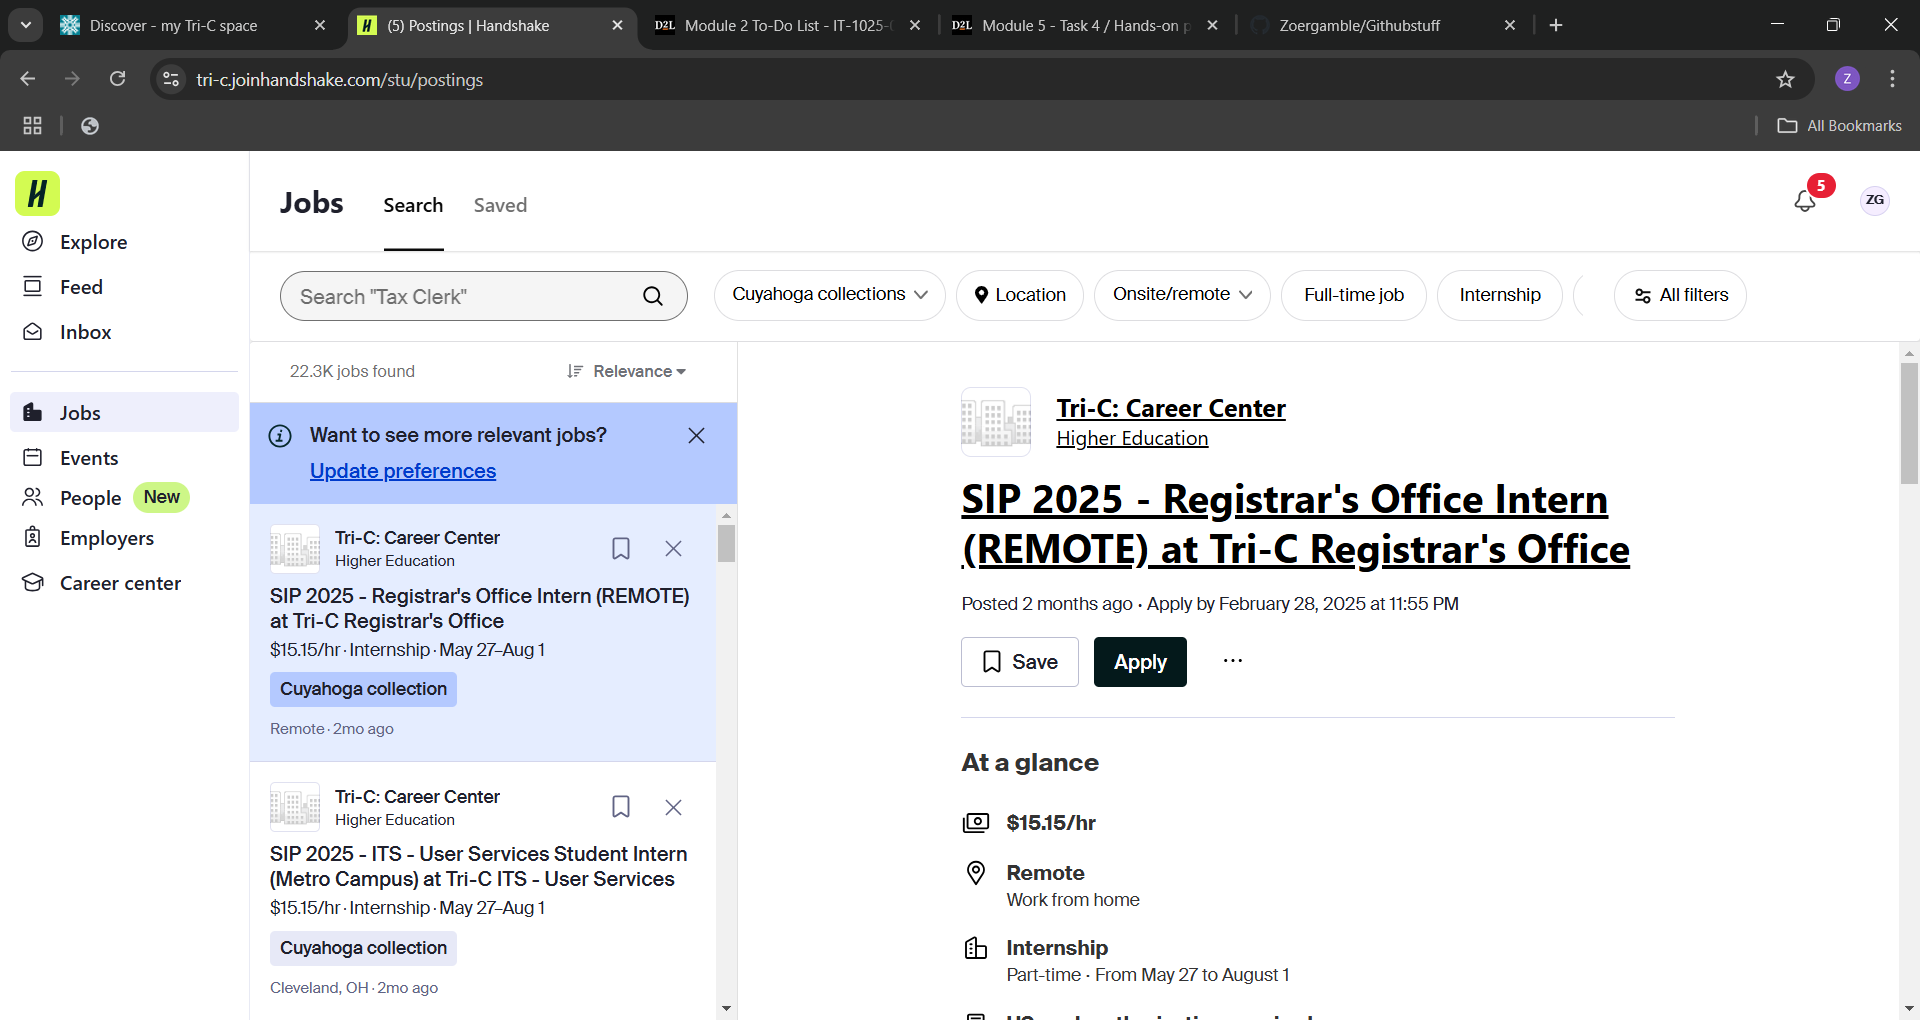 Discover - my Tri-C space
(5) Postings | Handshake
D2L Module 2 To-Do List - IT-1025-
D2L Module 5 - Task 4 / Hands-on p
Zoergamble/Githubstuff
tri-c.joinhandshake.com/stu/postings
Z
All Bookmarks
H
Explore
Feed
Inbox
Jobs
Events
People New
Employers
Career center
Jobs Search Saved
5
ZG
Search "Tax Clerk"
Cuyahoga collections
Location
Onsite/remote
Full-time job
Internship
All filters
22.3K jobs found
Relevance
Want to see more relevant jobs?
Update preferences
Tri-C: Career Center
Higher Education
SIP 2025 - Registrar's Office Intern (REMOTE)
at Tri-C Registrar's Office
$15.15/hr · Internship · May 27–Aug 1
Cuyahoga collection
Remote · 2mo ago
Tri-C: Career Center
Higher Education
SIP 2025 - ITS - User Services Student Intern
(Metro Campus) at Tri-C ITS - User Services
$15.15/hr · Internship · May 27–Aug 1
Cuyahoga collection
Cleveland, OH · 2mo ago
Tri-C: Career Center
Higher Education
SIP 2025 - Registrar's Office Intern
(REMOTE) at Tri-C Registrar's Office
Posted 2 months ago · Apply by February 28, 2025 at 11:55 PM
Save
Apply
...
At a glance
$15.15/hr
Remote
Work from home
Internship
Part-time · From May 27 to August 1